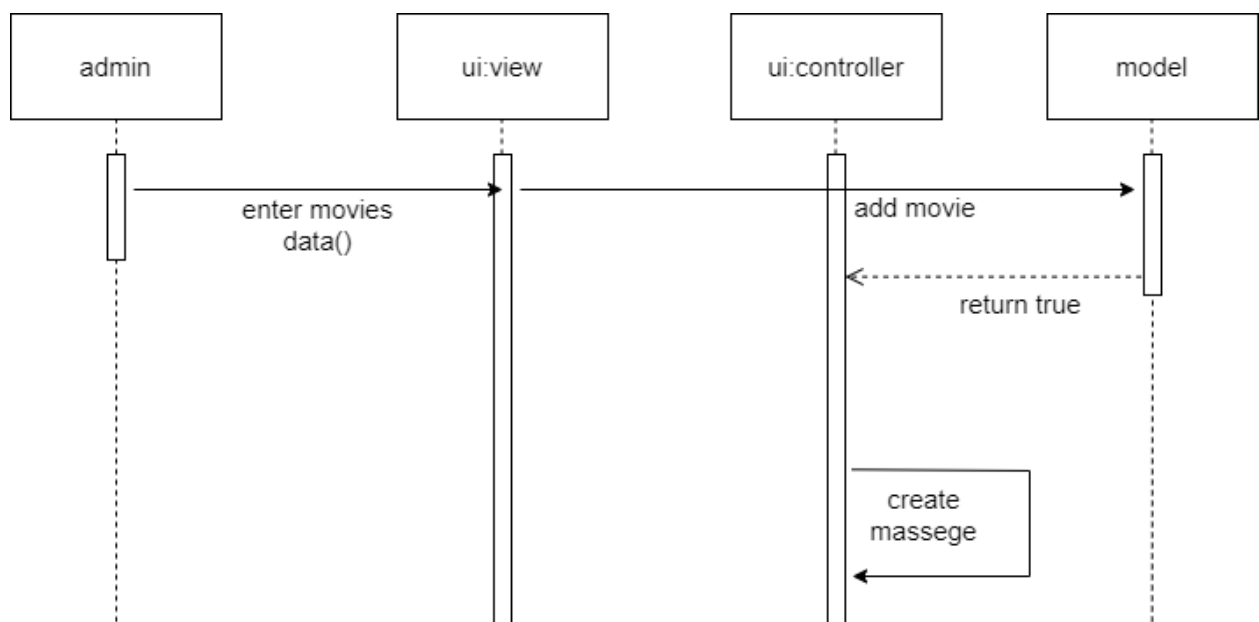 admin
ui:view
ui:controller
model
enter movies
data()
add movie
return true
create
massege